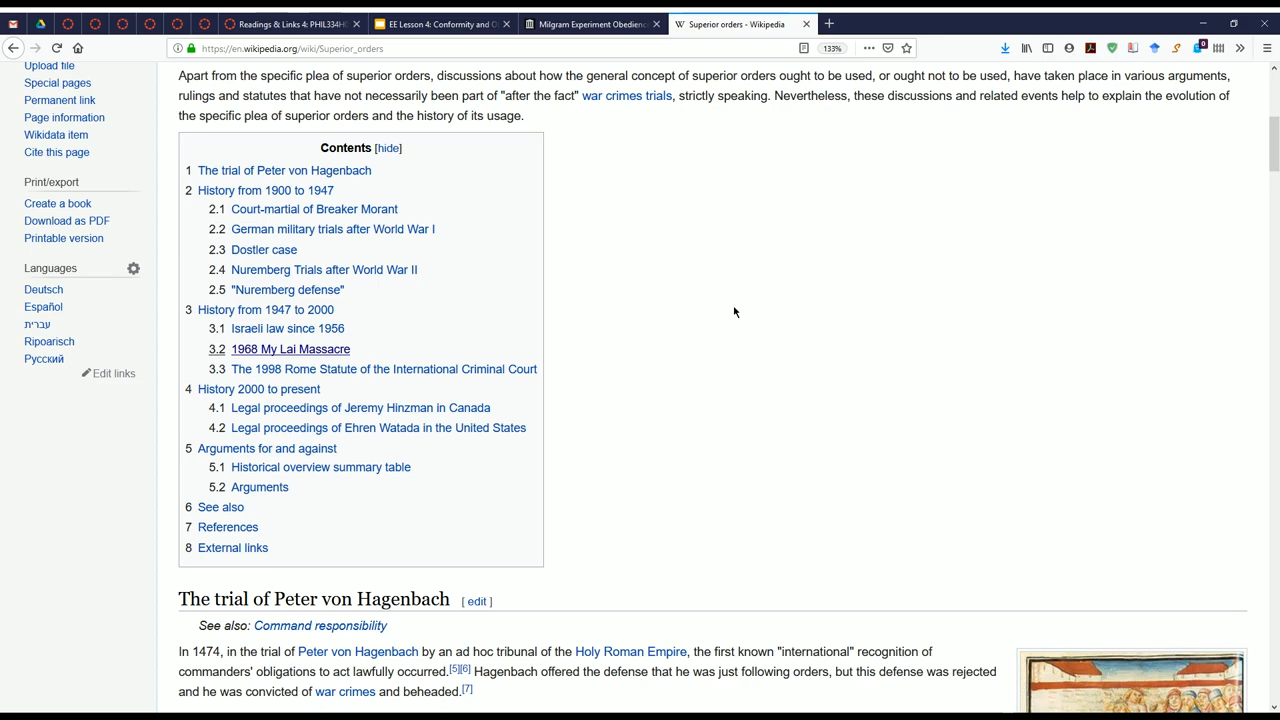 Readings & Links 4: PHIL334H
EE Lesson 4: Conformity and O
Milgram Experiment Obedienc
W Superior orders - Wikipedia
https://en.wikipedia.org/wiki/Superior_orders
133%
Upload file
Special pages
Permanent link
Page information
Wikidata item
Cite this page
Print/export
Create a book
Download as PDF
Printable version
Languages
Deutsch
Español
עברית
Ripoarisch
Русский
Edit links
Apart from the specific plea of superior orders, discussions about how the general concept of superior orders ought to be used, or ought not to be used, have taken place in various arguments,
rulings and statutes that have not necessarily been part of "after the fact" war crimes trials, strictly speaking. Nevertheless, these discussions and related events help to explain the evolution of
the specific plea of superior orders and the history of its usage.
Contents [hide]
1 The trial of Peter von Hagenbach
2 History from 1900 to 1947
2.1 Court-martial of Breaker Morant
2.2 German military trials after World War I
2.3 Dostler case
2.4 Nuremberg Trials after World War II
2.5 "Nuremberg defense"
3 History from 1947 to 2000
3.1 Israeli law since 1956
3.2 1968 My Lai Massacre
3.3 The 1998 Rome Statute of the International Criminal Court
4 History 2000 to present
4.1 Legal proceedings of Jeremy Hinzman in Canada
4.2 Legal proceedings of Ehren Watada in the United States
5 Arguments for and against
5.1 Historical overview summary table
5.2 Arguments
6 See also
7 References
8 External links
The trial of Peter von Hagenbach [ edit ]
See also: Command responsibility
In 1474, in the trial of Peter von Hagenbach by an ad hoc tribunal of the Holy Roman Empire, the first known "international" recognition of
commanders' obligations to act lawfully occurred.[5][6] Hagenbach offered the defense that he was just following orders, but this defense was rejected
and he was convicted of war crimes and beheaded.[7]